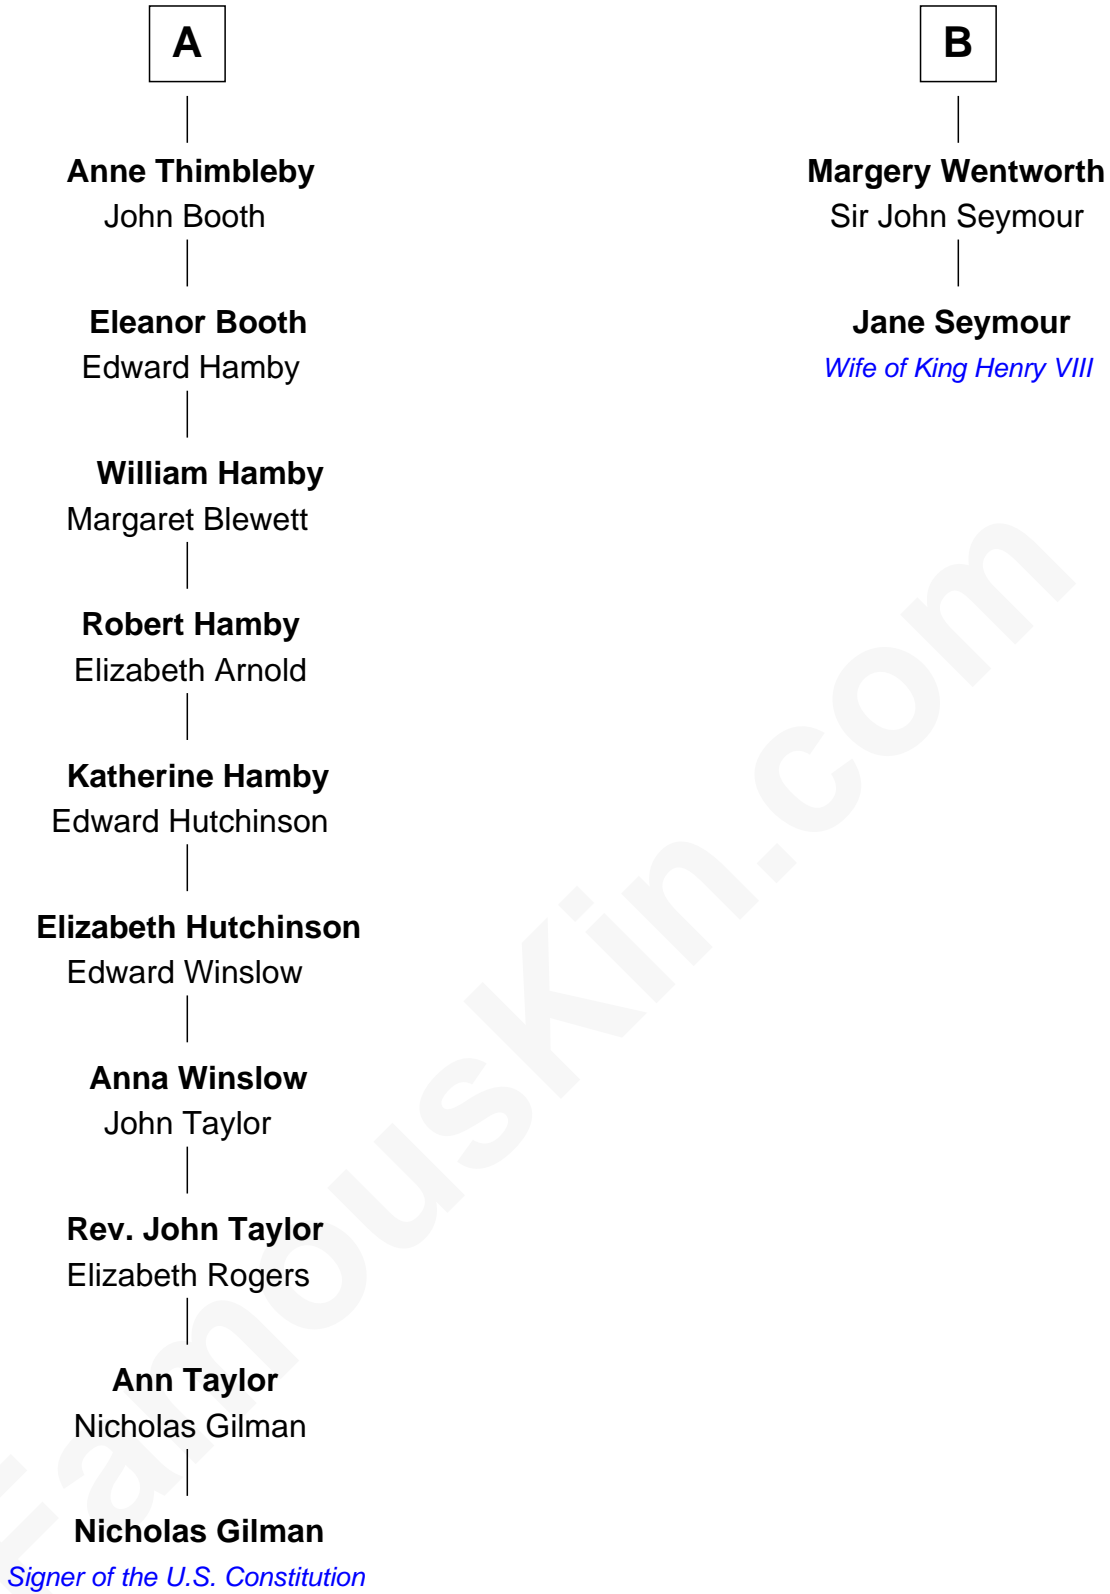 A
Anne Thimbleby
John Booth
Eleanor Booth
Edward Hamby
William Hamby
Margaret Blewett
Robert Hamby
Elizabeth Arnold
Katherine Hamby
Edward Hutchinson
Elizabeth Hutchinson
Edward Winslow
Anna Winslow
John Taylor
Rev. John Taylor
Elizabeth Rogers
Ann Taylor
Nicholas Gilman
Nicholas Gilman
Signer of the U.S. Constitution
B
Margery Wentworth
Sir John Seymour
Jane Seymour
Wife of King Henry VIII
FamousKin.com